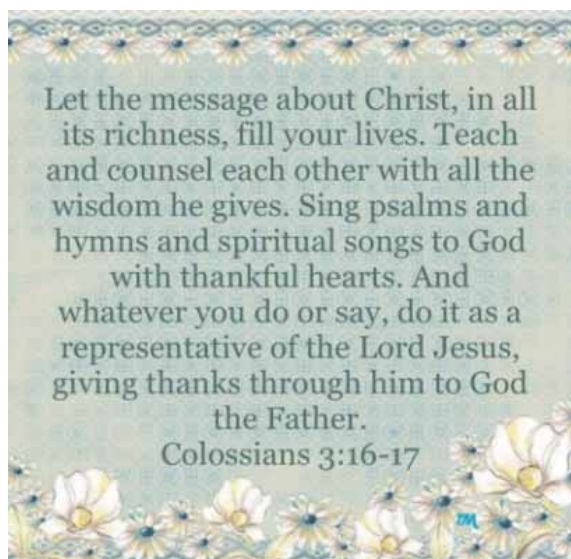 Let the message about Christ, in all
its richness, fill your lives. Teach
and counsel each other with all the
wisdom he gives. Sing psalms and
hymns and spiritual songs to God
with thankful hearts. And
whatever you do or say, do it as a
representative of the Lord Jesus,
giving thanks through him to God
the Father.
Colossians 3:16-17
TM